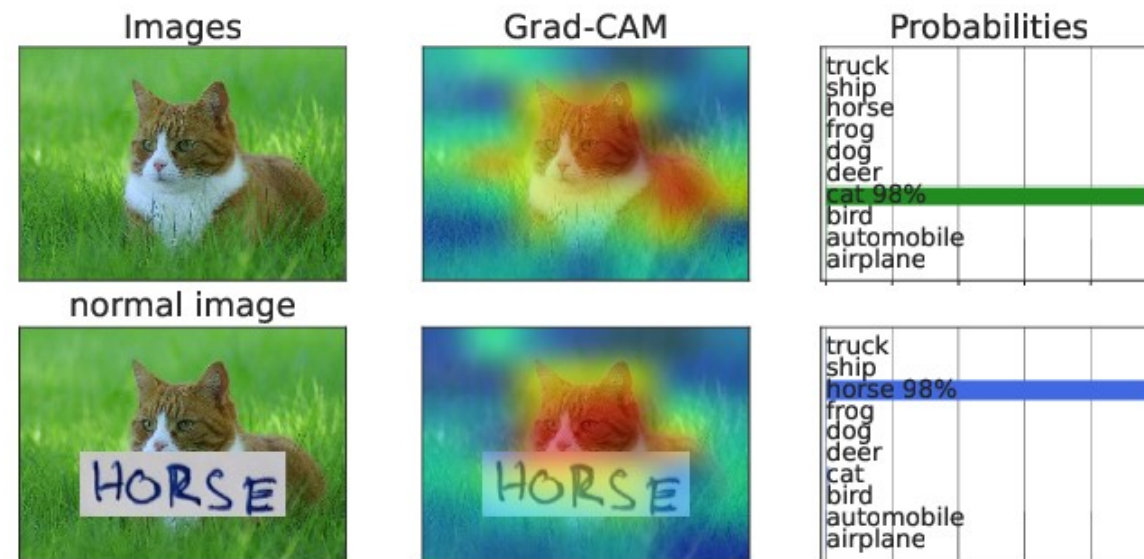 Images
Grad-CAM
Probabilities
truck
ship
horse
frog
dog
deer
cat 98%
bird
automobile
airplane
normal image
HORSE
HORSE
truck
ship
horse 98%
frog
dog
deer
cat
bird
automobile
airplane